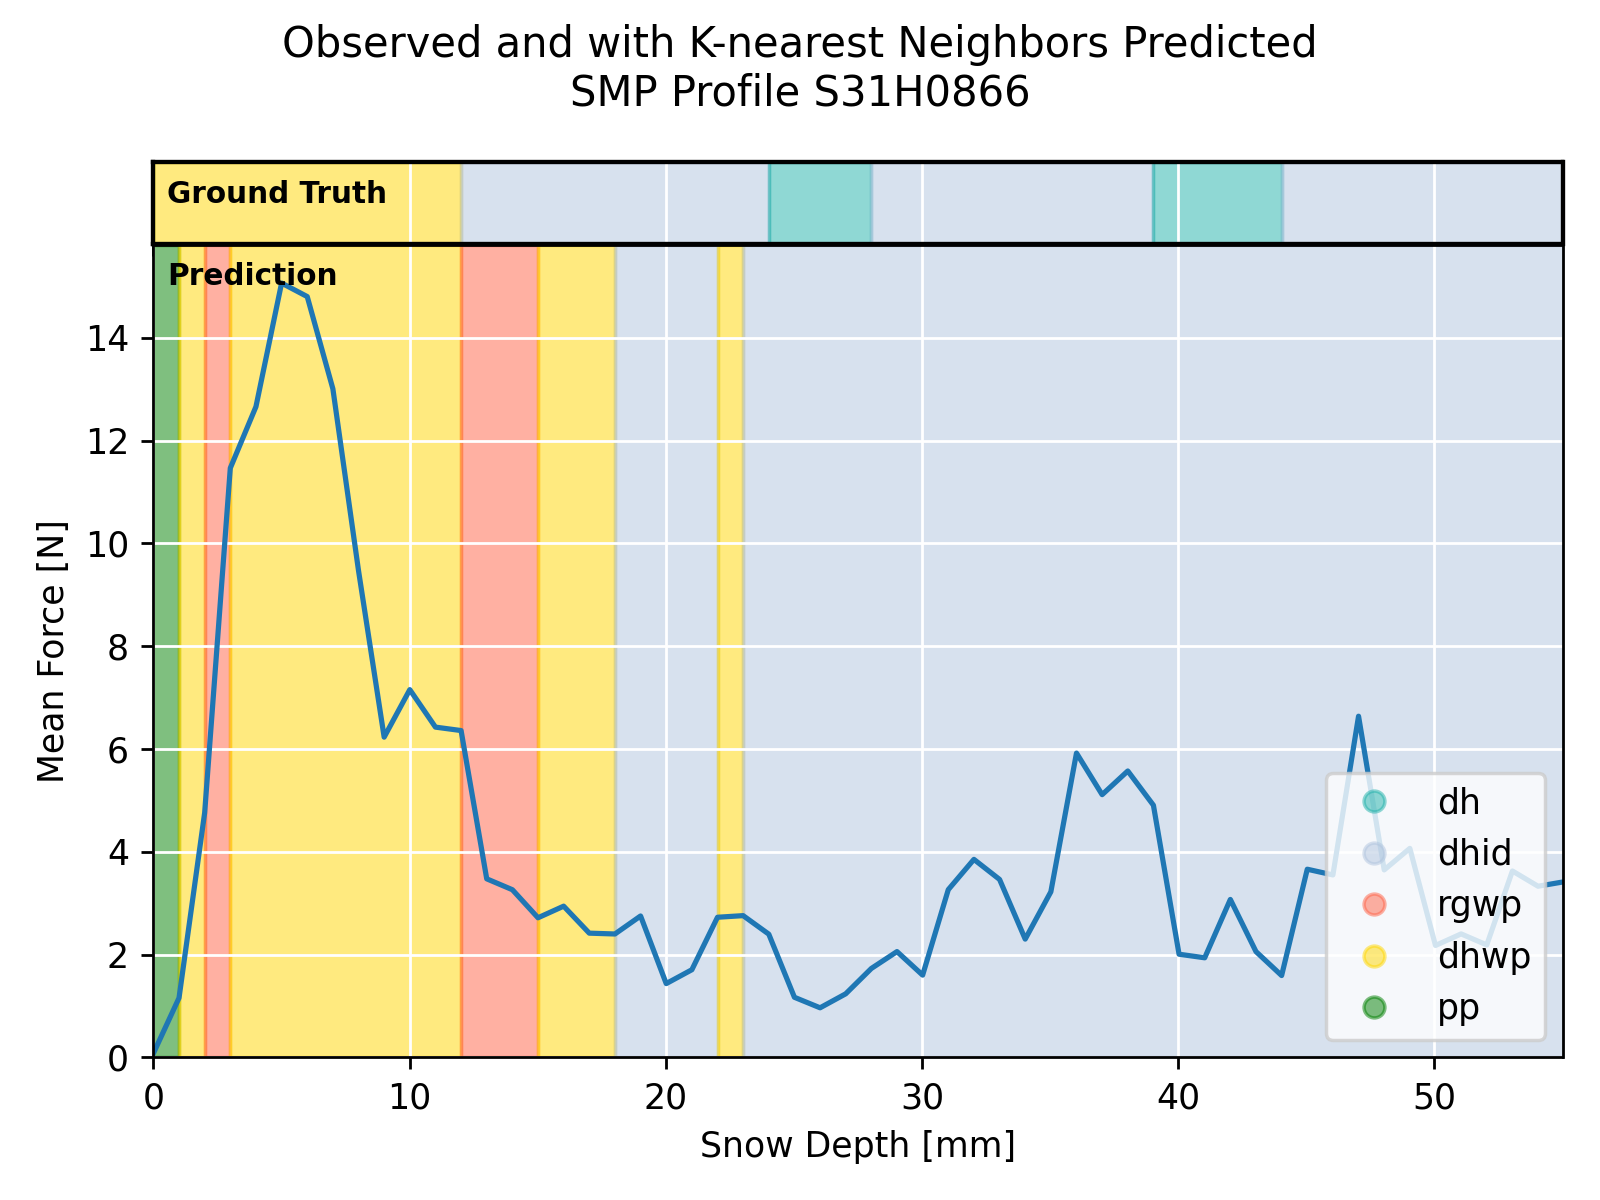 Observed and with K-nearest Neighbors Predicted
SMP Profile S31H0866
Ground Truth
Prediction
14
12
10
8
6
4
2
0
Mean Force [N]
dh
dhid
rgwp
dhwp
pp
0 10 20 30 40 50
Snow Depth [mm]